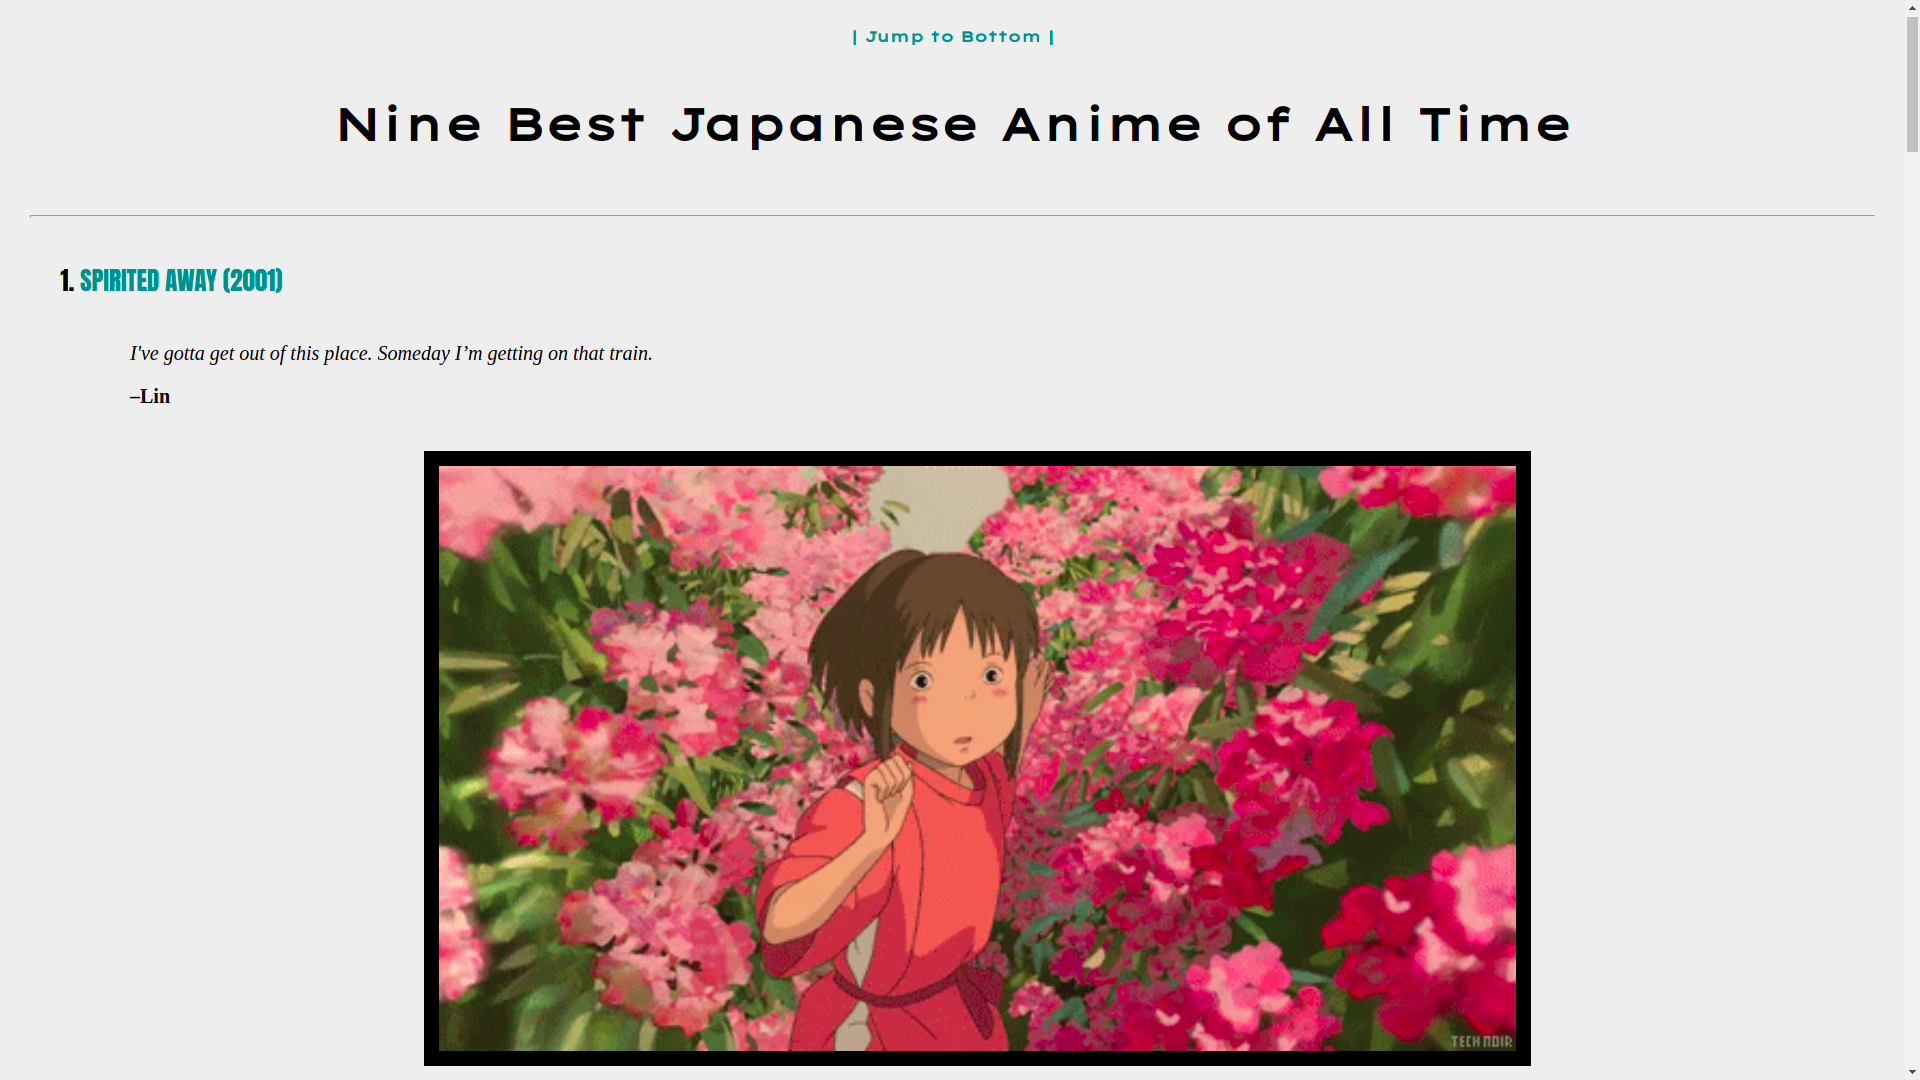 | Jump to Bottom |
Nine Best Japanese Anime of All Time
1. SPIRITED AWAY (2001)
I've gotta get out of this place. Someday I’m getting on that train.
–Lin
TECH NOIR